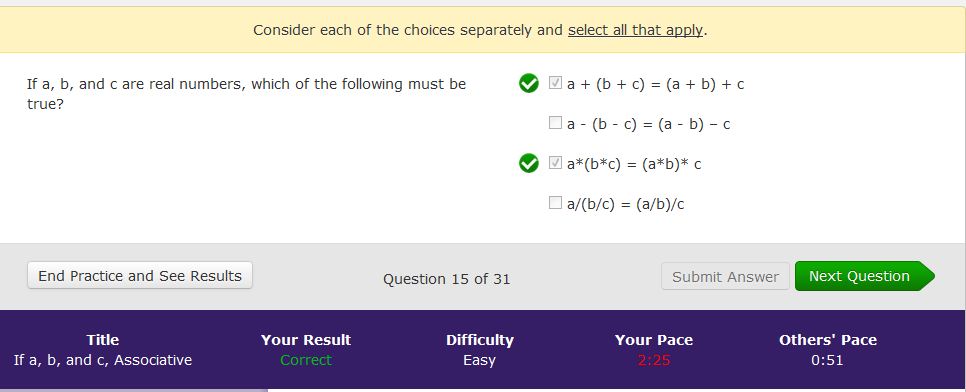 Consider each of the choices separately and select all that apply.
If a, b, and c are real numbers, which of the following must be
true?
a + (b + c) = (a + b) + c
a - (b - c) = (a - b) – c
a*(b*c) = (a*b)* c
a/(b/c) = (a/b)/c
End Practice and See Results
Question 15 of 31
Submit Answer
Next Question
Title Your Result Difficulty Your Pace Others' Pace
If a, b, and c, Associative Correct Easy 2:25 0:51